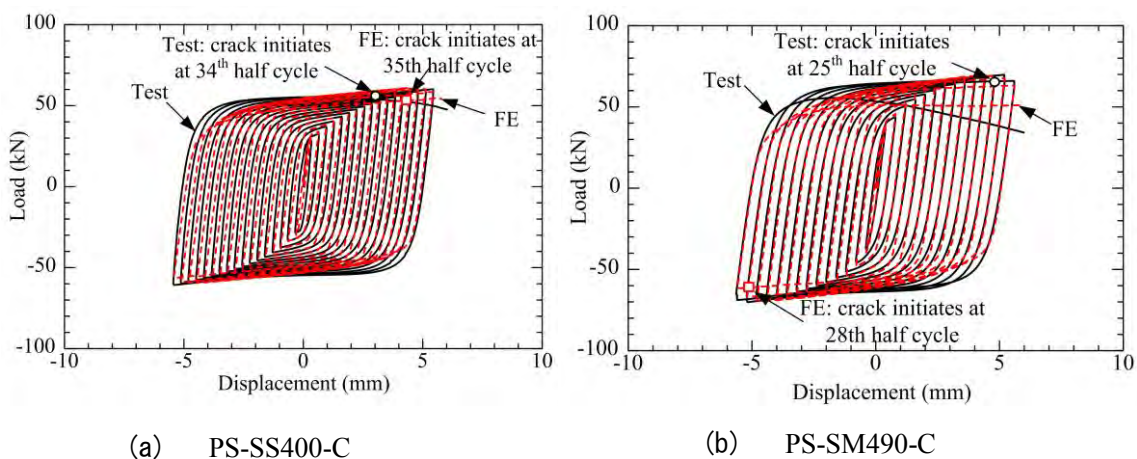 100
50
0
-50
-100
Load (kN)
-10
-5
0
5
10
Displacement (mm)
Test: crack initiates
at 34th half cycle
FE: crack initiates at
35th half cycle
Test
FE
(a) PS-SS400-C
100
50
0
-50
-100
Load (kN)
-10
-5
0
5
10
Displacement (mm)
Test: crack initiates
at 25th half cycle
Test
FE
FE: crack initiates at
28th half cycle
(b) PS-SM490-C